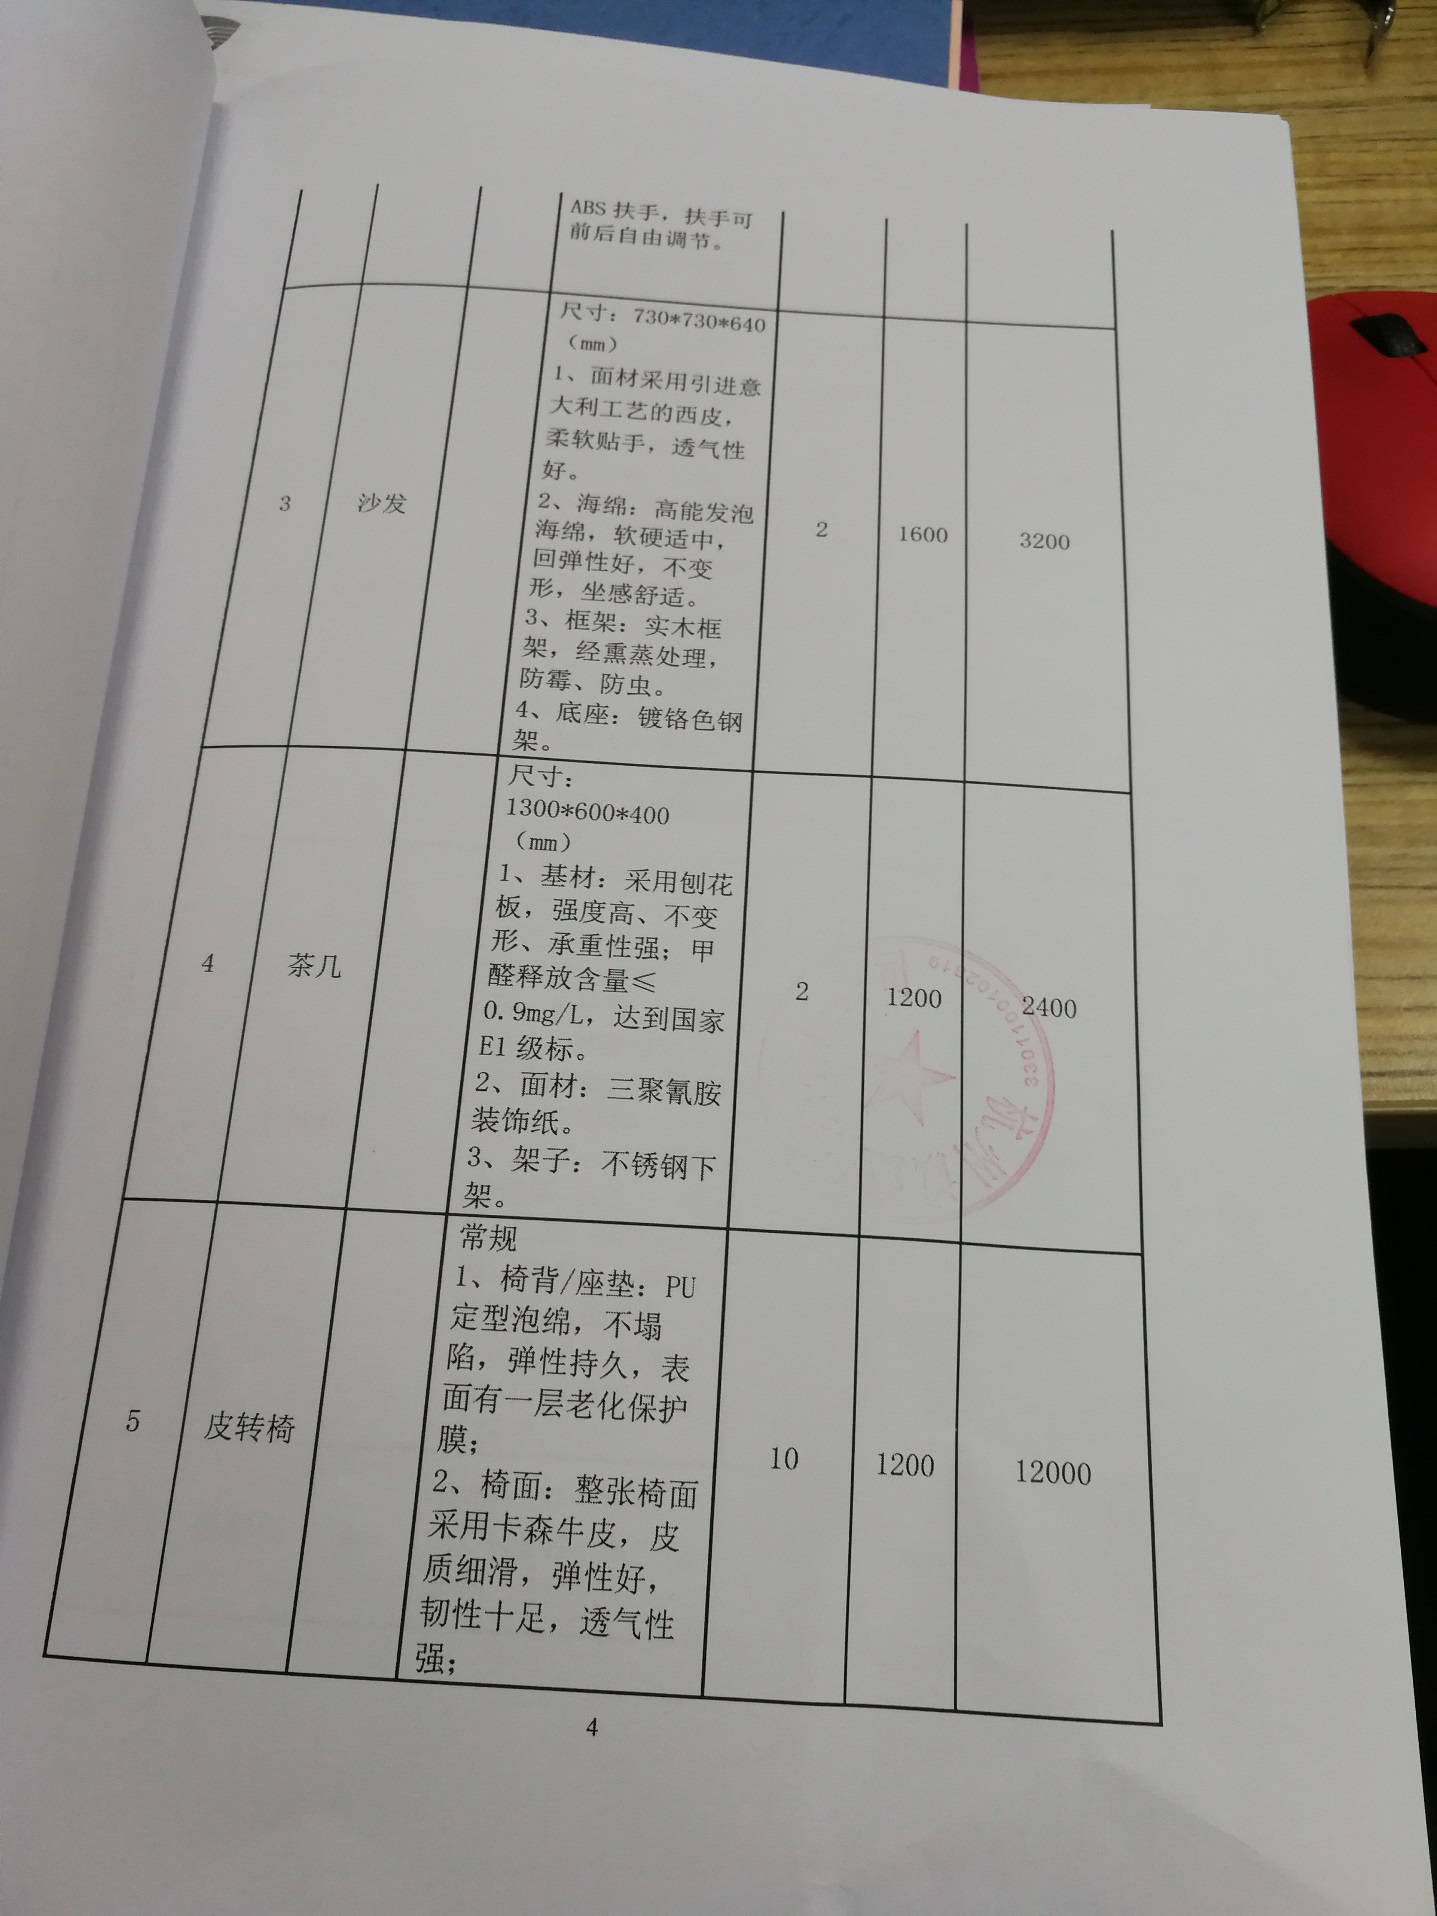 ABS 扶手，扶手可
前后自由调节。
3
沙发
尺寸：730*730*640
（mm）
1、面材采用引进意
大利工艺的西皮，
柔软贴手，透气性
好。
2、海绵：高能发泡
海绵，软硬适中，
回弹性好，不变
形，坐感舒适。
3、框架：实木框
架，经熏蒸处理，
防霉、防虫。
4、底座：镀铬色钢
架。
2
1600
3200
4
茶几
尺寸：
1300*600*400
（mm）
1、基材：采用刨花
板，强度高、不变
形、承重性强；甲
醛释放含量≤
0.9mg/L，达到国家
E1 级标。
2、面材：三聚氰胺
装饰纸。
3、架子：不锈钢下
架。
2
1200
2400
杭州
5
皮转椅
常规
1、椅背/座垫：PU
定型泡绵，不塌
陷，弹性持久，表
面有一层老化保护
膜；
2、椅面：整张椅面
采用卡森牛皮，皮
质细滑，弹性好，
韧性十足，透气性
强；
10
1200
12000
4